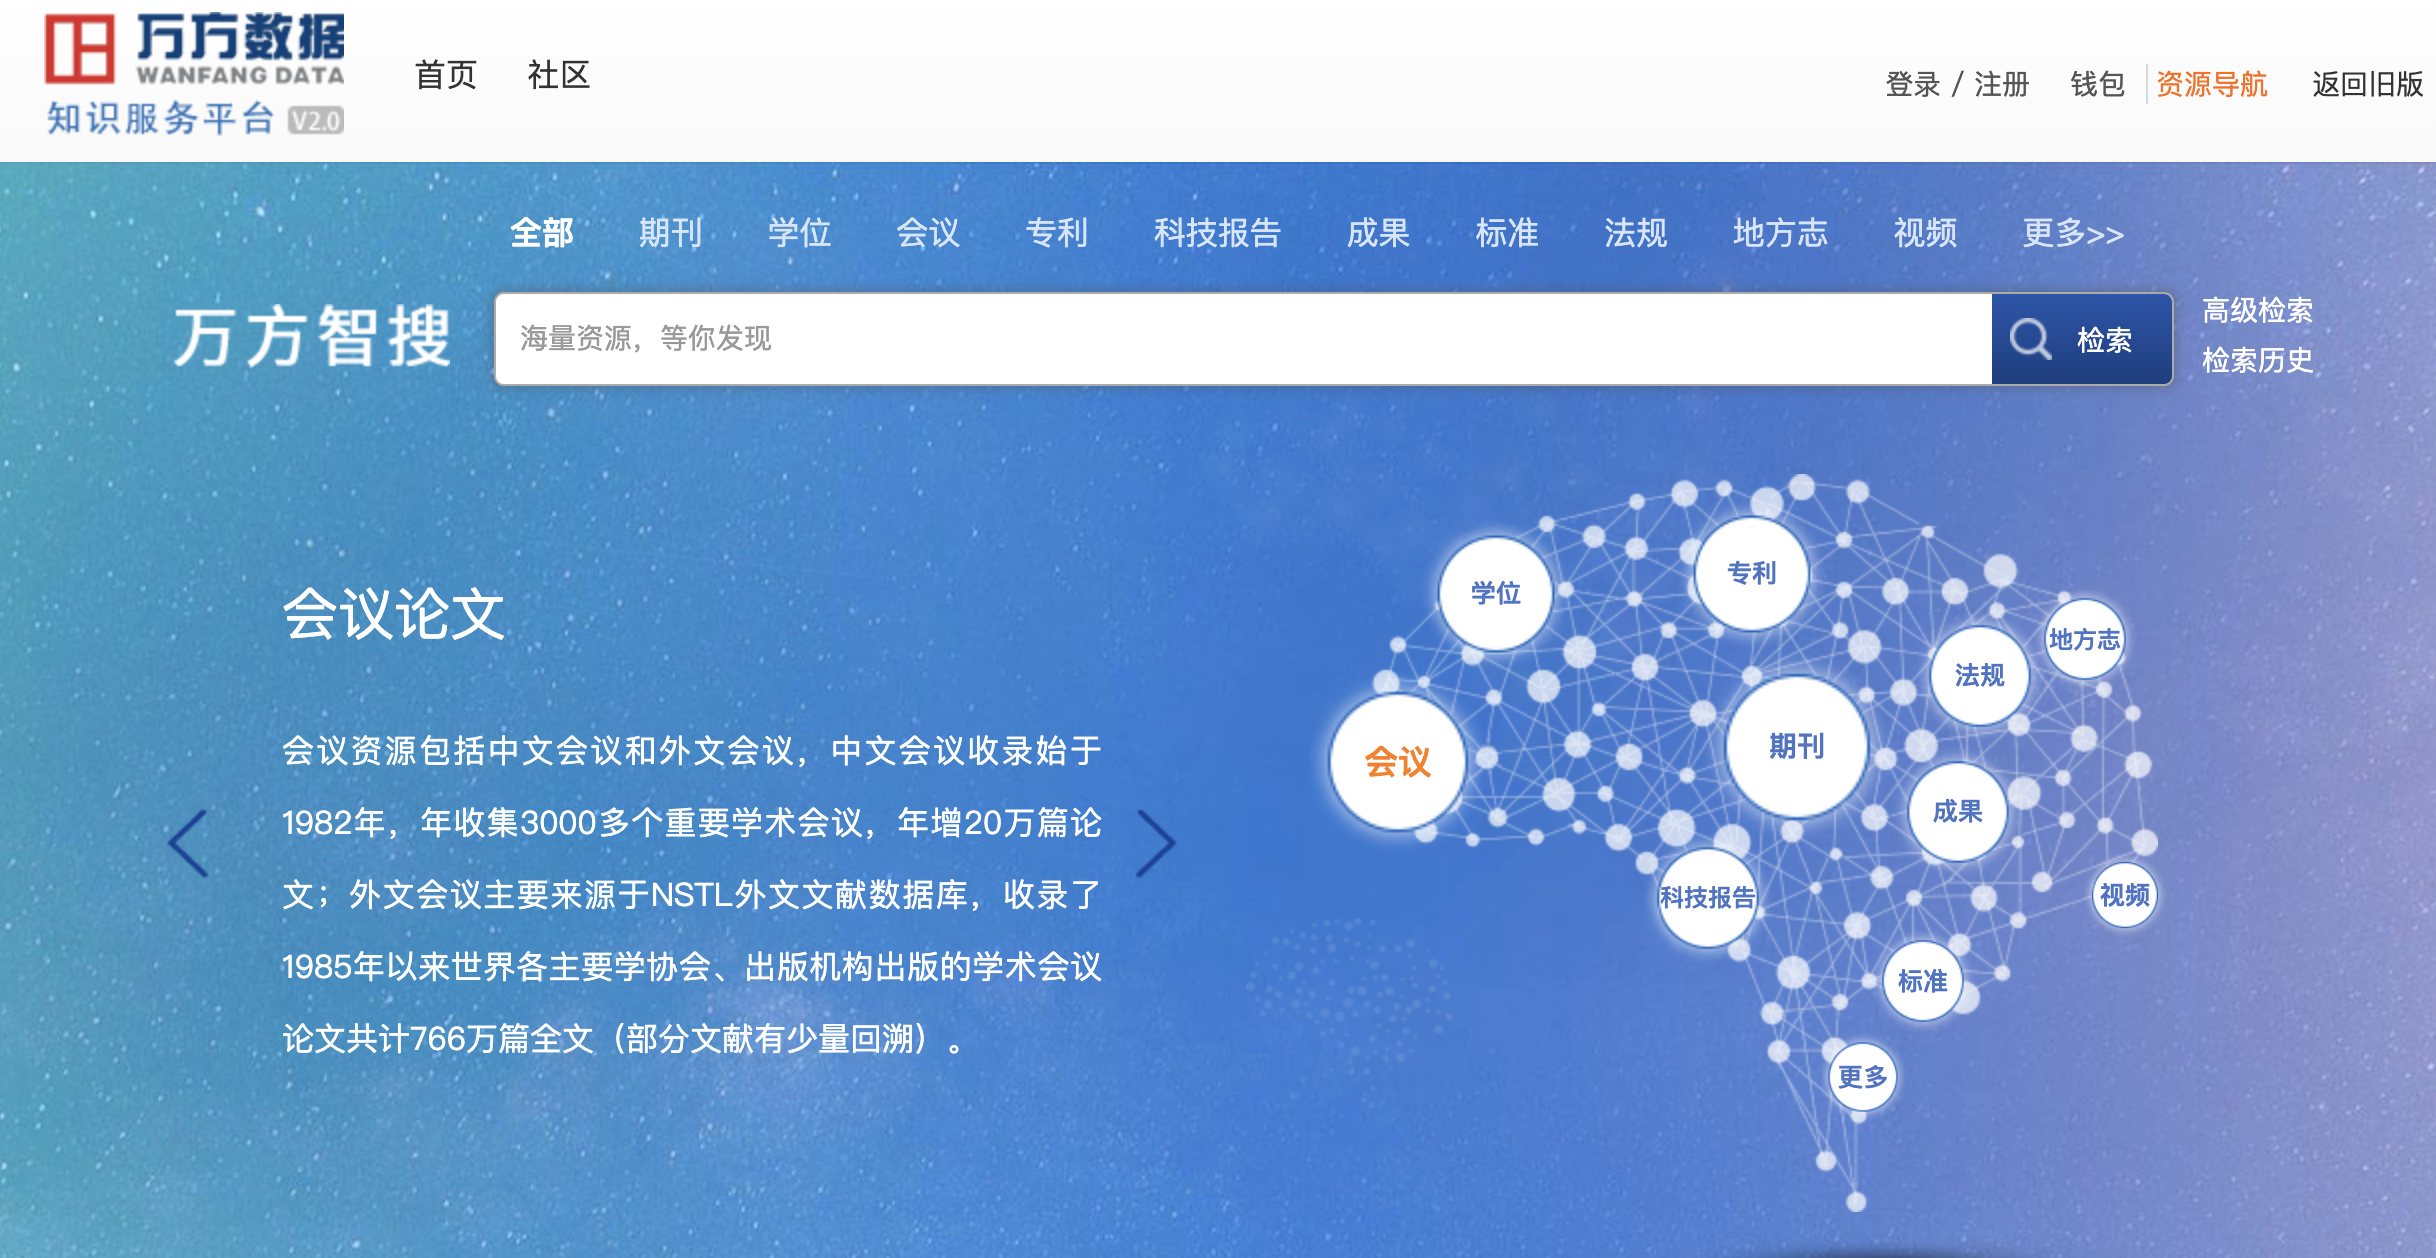 万方数据
WANFANG DATA
知识服务平台 V2.0
首页 社区
登录 / 注册 钱包 资源导航 返回旧版
全部 期刊 学位 会议 专利 科技报告 成果 标准 法规 地方志 视频 更多>>
万方智搜
海量资源，等你发现
检索
高级检索
检索历史
会议论文
会议资源包括中文会议和外文会议，中文会议收录始于
1982年，年收集3000多个重要学术会议，年增20万篇论
文；外文会议主要来源于NSTL外文文献数据库，收录了
1985年以来世界各主要学协会、出版机构出版的学术会议
论文共计766万篇全文（部分文献有少量回溯）。
学位
专利
地方志
法规
会议
期刊
成果
科技报告
视频
标准
更多